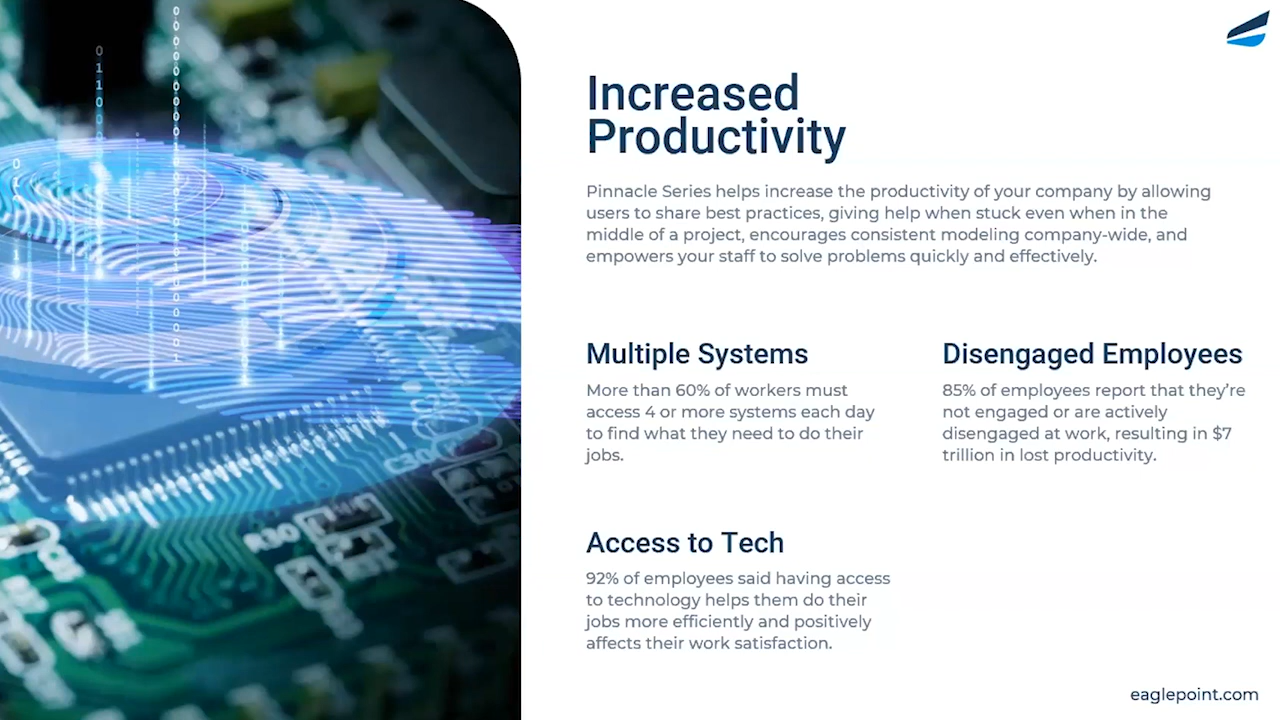 Increased
Productivity
Pinnacle Series helps increase the productivity of your company by allowing
users to share best practices, giving help when stuck even when in the
middle of a project, encourages consistent modeling company-wide, and
empowers your staff to solve problems quickly and effectively.
Multiple Systems
More than 60% of workers must
access 4 or more systems each day
to find what they need to do their
jobs.
Disengaged Employees
85% of employees report that they’re
not engaged or are actively
disengaged at work, resulting in $7
trillion in lost productivity.
Access to Tech
92% of employees said having access
to technology helps them do their
jobs more efficiently and positively
affects their work satisfaction.
eaglepoint.com
R30